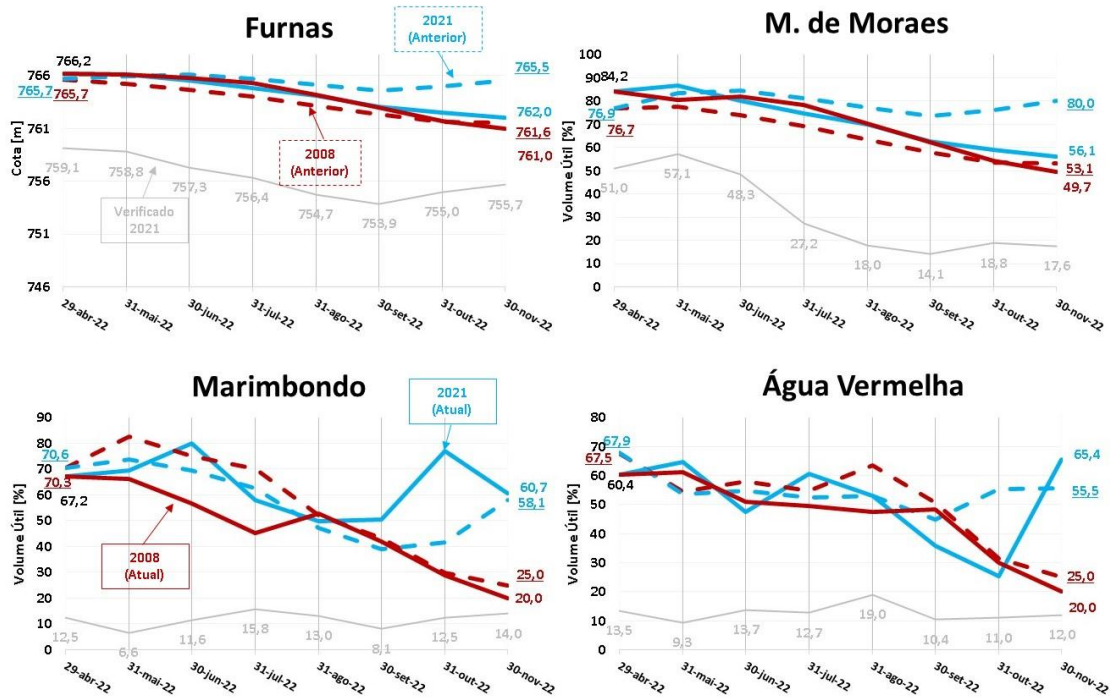 Furnas
2021
(Anterior)
766,2
766
765,7
765,7
765,5
762,0
761,6
761,0
761
Cota [m]
2008
(Anterior)
759,1
758,8
757,3
756,4
754,7
753,9
755,0
755,7
Verificado
2021
756
751
746
29-abr-22
31-mai-22
30-jun-22
31-jul-22
31-ago-22
30-set-22
31-out-22
30-nov-22
M. de Moraes
Volume Útil [%]
100
90
80
70
60
50
40
30
20
10
0
84,2
76,9
76,7
80,0
56,1
53,1
49,7
51,0
57,1
48,3
27,2
18,0
14,1
18,8
17,6
29-abr-22
31-mai-22
30-jun-22
31-jul-22
31-ago-22
30-set-22
31-out-22
30-nov-22
Marimbondo
2021
(Atual)
Volume Útil [%]
90
80
70
60
50
40
30
20
10
0
70,6
70,3
67,2
60,7
58,1
25,0
20,0
2008
(Atual)
12,5
6,6
11,6
15,8
13,0
8,1
12,5
14,0
29-abr-22
31-mai-22
30-jun-22
31-jul-22
31-ago-22
30-set-22
31-out-22
30-nov-22
Água Vermelha
Volume Útil [%]
80
70
60
50
40
30
20
10
0
67,9
67,5
60,4
65,4
55,5
25,0
20,0
13,5
9,3
13,7
12,7
19,0
10,4
11,0
12,0
29-abr-22
31-mai-22
30-jun-22
31-jul-22
31-ago-22
30-set-22
31-out-22
30-nov-22